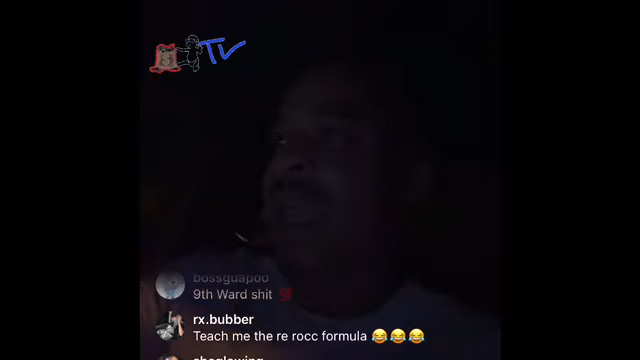 TV
bossguapoo
9th Ward shit 💯
rx.bubber
Teach me the re rocc formula 😂😂😂